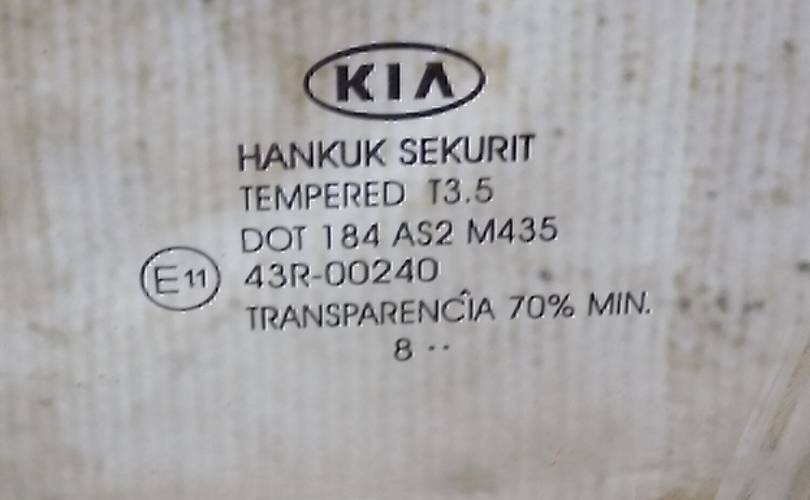 KIA
HANKUK SEKURIT
TEMPERED T3.5
DOT 184 AS2 M435
E11 43R-00240
TRANSPARENCÎA 70% MIN.
8 ··